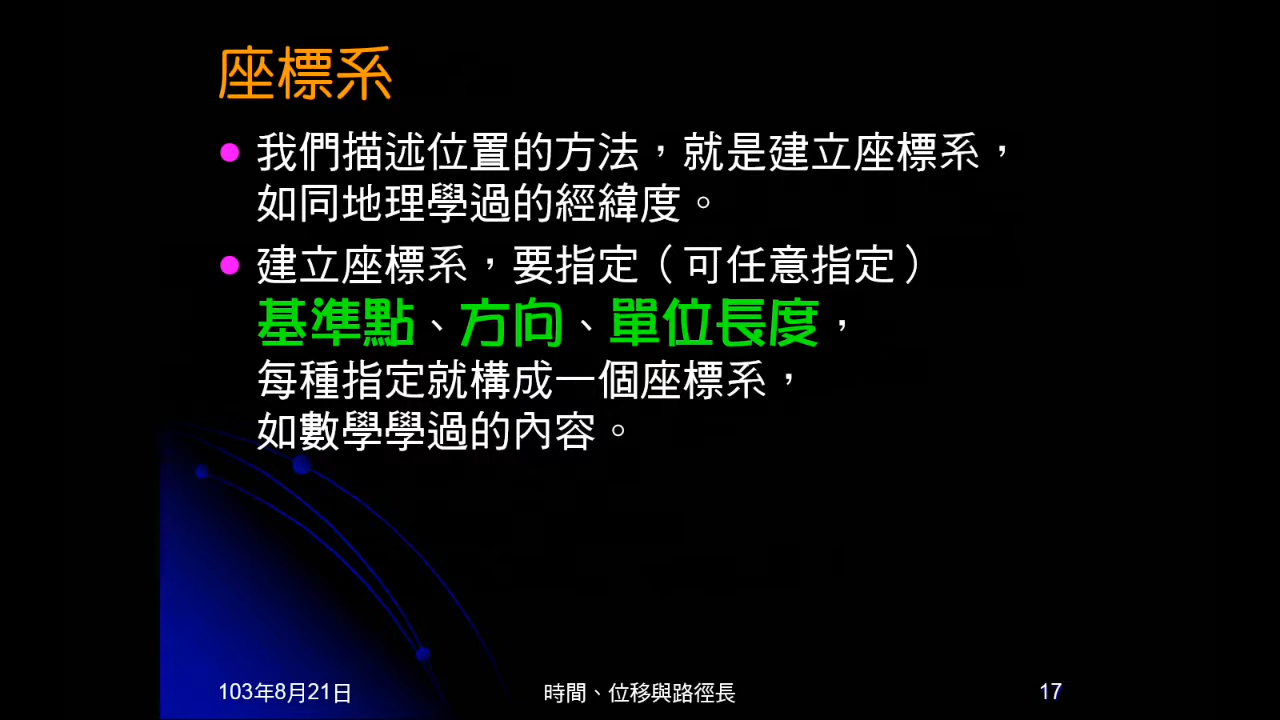 座標系
我們描述位置的方法，就是建立座標系，
如同地理學過的經緯度。
建立座標系，要指定（可任意指定）
基準點、方向、單位長度，
每種指定就構成一個座標系，
如數學學過的內容。
103年8月21日
時間、位移與路徑長
17